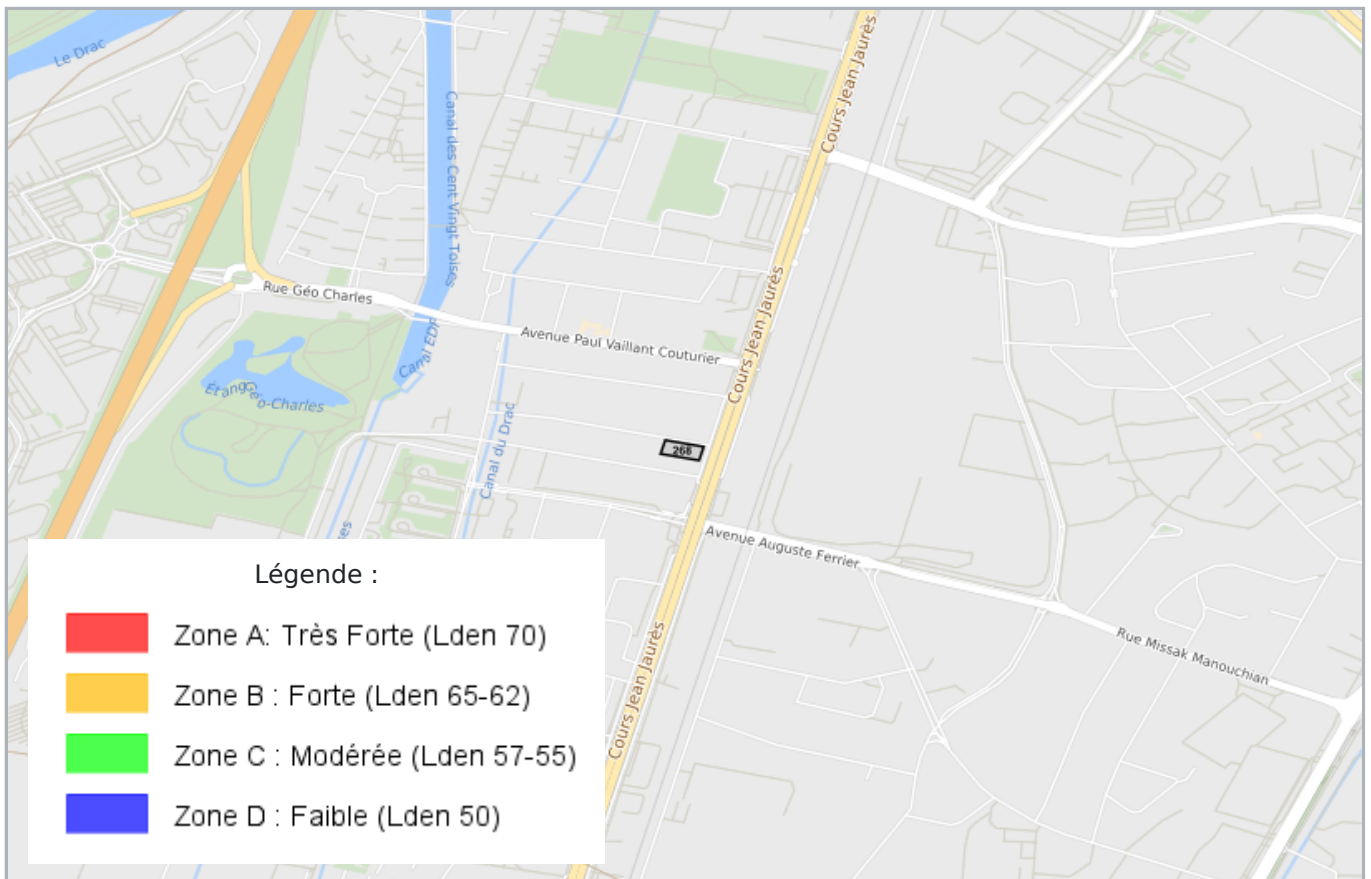 Le Drac
Canal des Cent Vingt Toises
Cours Jean Jaurès
Rue Géo Charles
Cours Jean Jaurès
Avenue Paul Vaillant Couturier
Canal EDF
Étang Géo-Charles
Canal du Drac
266
ses
Avenue Auguste Ferrier
Rue Missak Manouchian
Cours Jean Jaurès
Légende :
Zone A: Très Forte (Lden 70)
Zone B : Forte (Lden 65-62)
Zone C : Modérée (Lden 57-55)
Zone D : Faible (Lden 50)